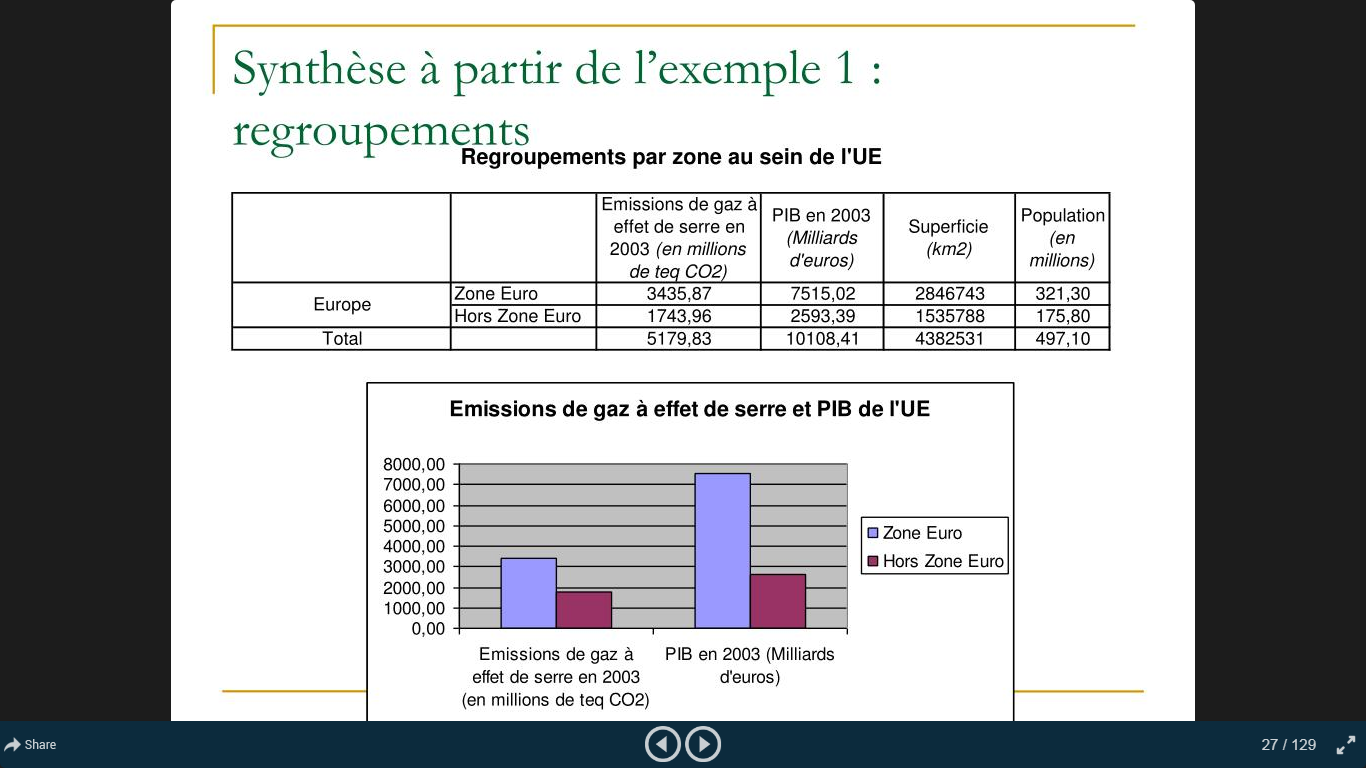 Synthèse à partir de l’exemple 1 :
regroupements
Regroupements par zone au sein de l'UE
Emissions de gaz à
effet de serre en
2003 (en millions
de teq CO2)
PIB en 2003
(Milliards
d'euros)
Superficie
(km2)
Population
(en
millions)
Europe
Zone Euro 3435,87 7515,02 2846743 321,30
Hors Zone Euro 1743,96 2593,39 1535788 175,80
Total 5179,83 10108,41 4382531 497,10
Emissions de gaz à effet de serre et PIB de l'UE
8000,00
7000,00
6000,00
5000,00
4000,00
3000,00
2000,00
1000,00
0,00
Emissions de gaz à
effet de serre en 2003
(en millions de teq CO2)
PIB en 2003 (Milliards
d'euros)
Zone Euro
Hors Zone Euro
Share
27 / 129